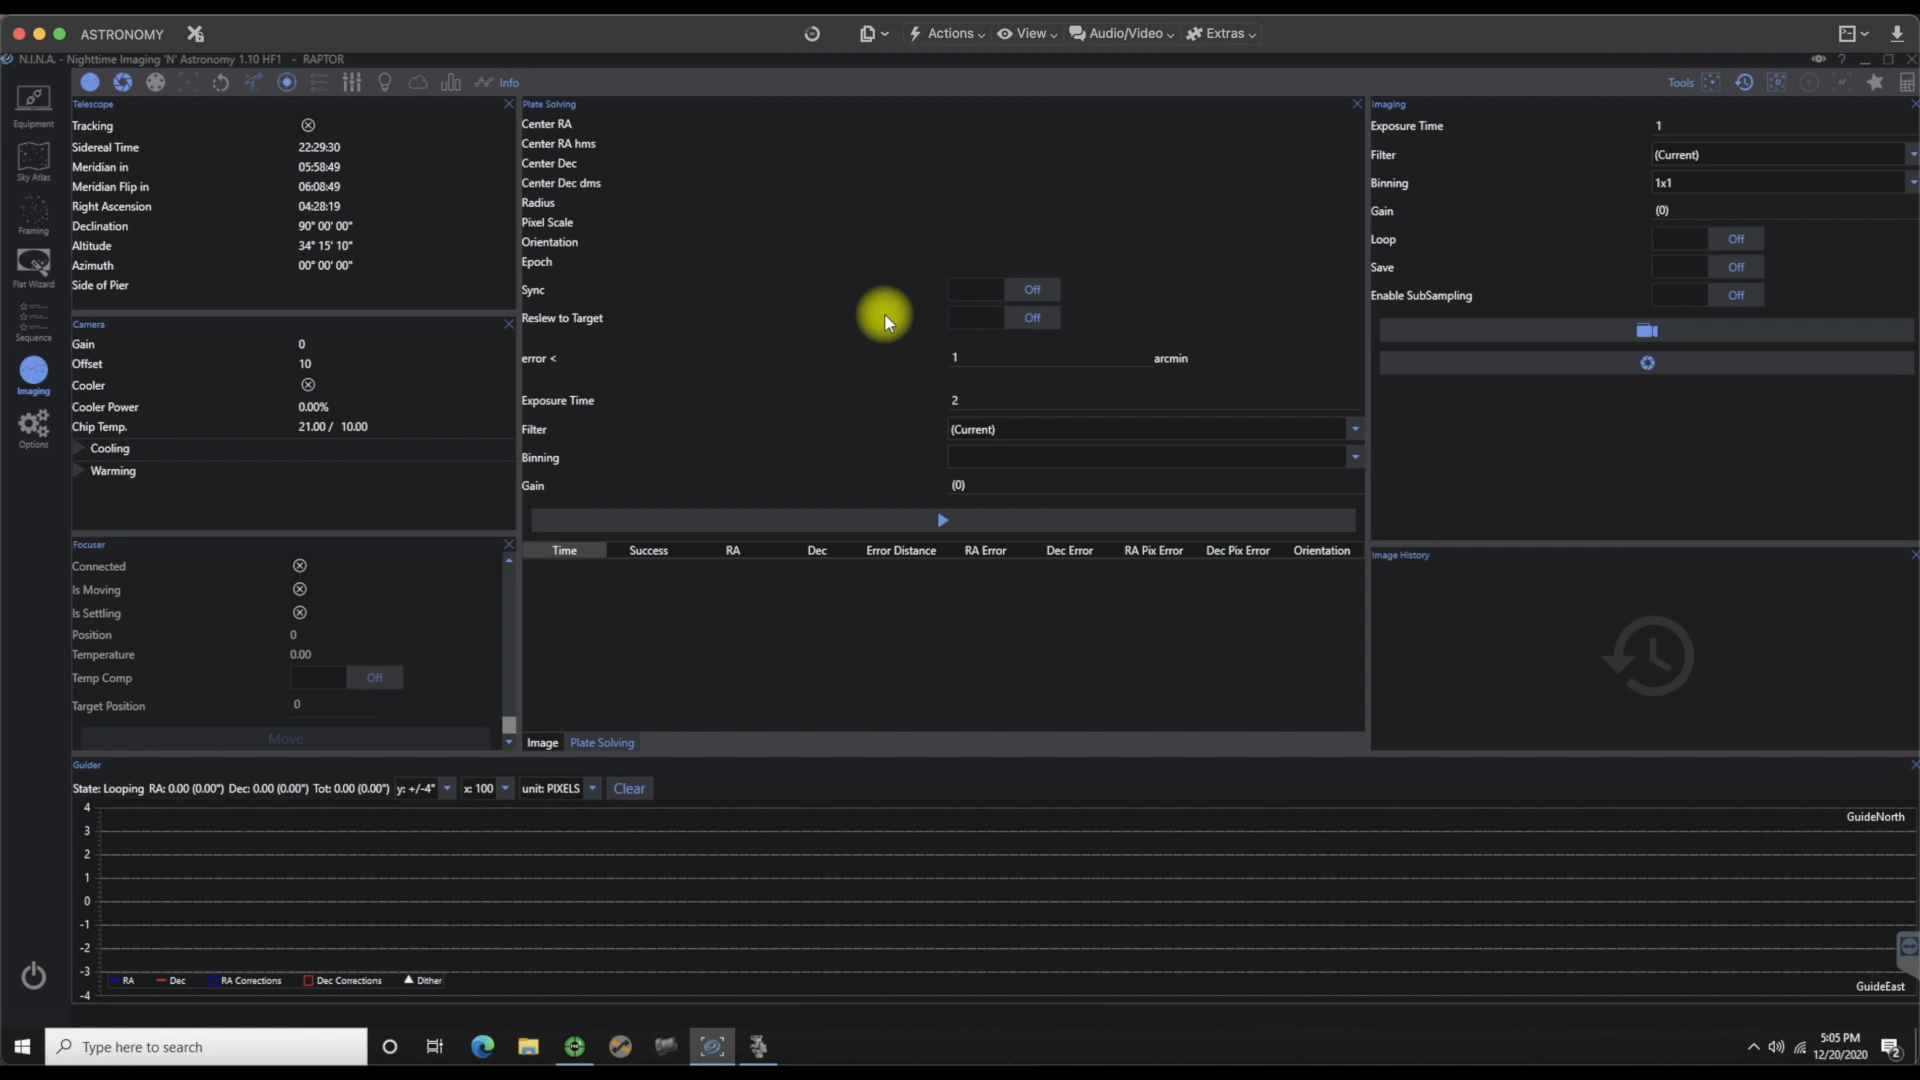 ASTRONOMY
Actions View Audio/Video Extras
N.I.N.A. - Nighttime Imaging 'N' Astronomy 1.10 HF1 - RAPTOR
Info
Tools
Equipment
Sky Atlas
Framing
Flat Wizard
Sequence
Imaging
Options
Telescope
Tracking
Sidereal Time 22:29:30
Meridian in 05:58:49
Meridian Flip in 06:08:49
Right Ascension 04:28:19
Declination 90° 00' 00"
Altitude 34° 15' 10"
Azimuth 00° 00' 00"
Side of Pier
Camera
Gain 0
Offset 10
Cooler
Cooler Power 0.00%
Chip Temp. 21.00 / 10.00
Cooling
Warming
Focuser
Connected
Is Moving
Is Settling
Position 0
Temperature 0.00
Temp Comp Off
Target Position 0
Move
Plate Solving
Center RA
Center RA hms
Center Dec
Center Dec dms
Radius
Pixel Scale
Orientation
Epoch
Sync Off
Reslew to Target Off
error < 1 arcmin
Exposure Time 2
Filter (Current)
Binning
Gain (0)
Time Success RA Dec Error Distance RA Error Dec Error RA Pix Error Dec Pix Error Orientation
Image Plate Solving
Imaging
Exposure Time 1
Filter (Current)
Binning 1x1
Gain (0)
Loop Off
Save Off
Enable SubSampling Off
Image History
Guider
State: Looping RA: 0.00 (0.00") Dec: 0.00 (0.00") Tot: 0.00 (0.00") y: +/-4" x: 100 unit: PIXELS Clear
4
3
2
1
0
-1
-2
-3
-4
GuideNorth
GuideEast
RA Dec RA Corrections Dec Corrections Dither
Type here to search
5:05 PM
12/20/2020
2